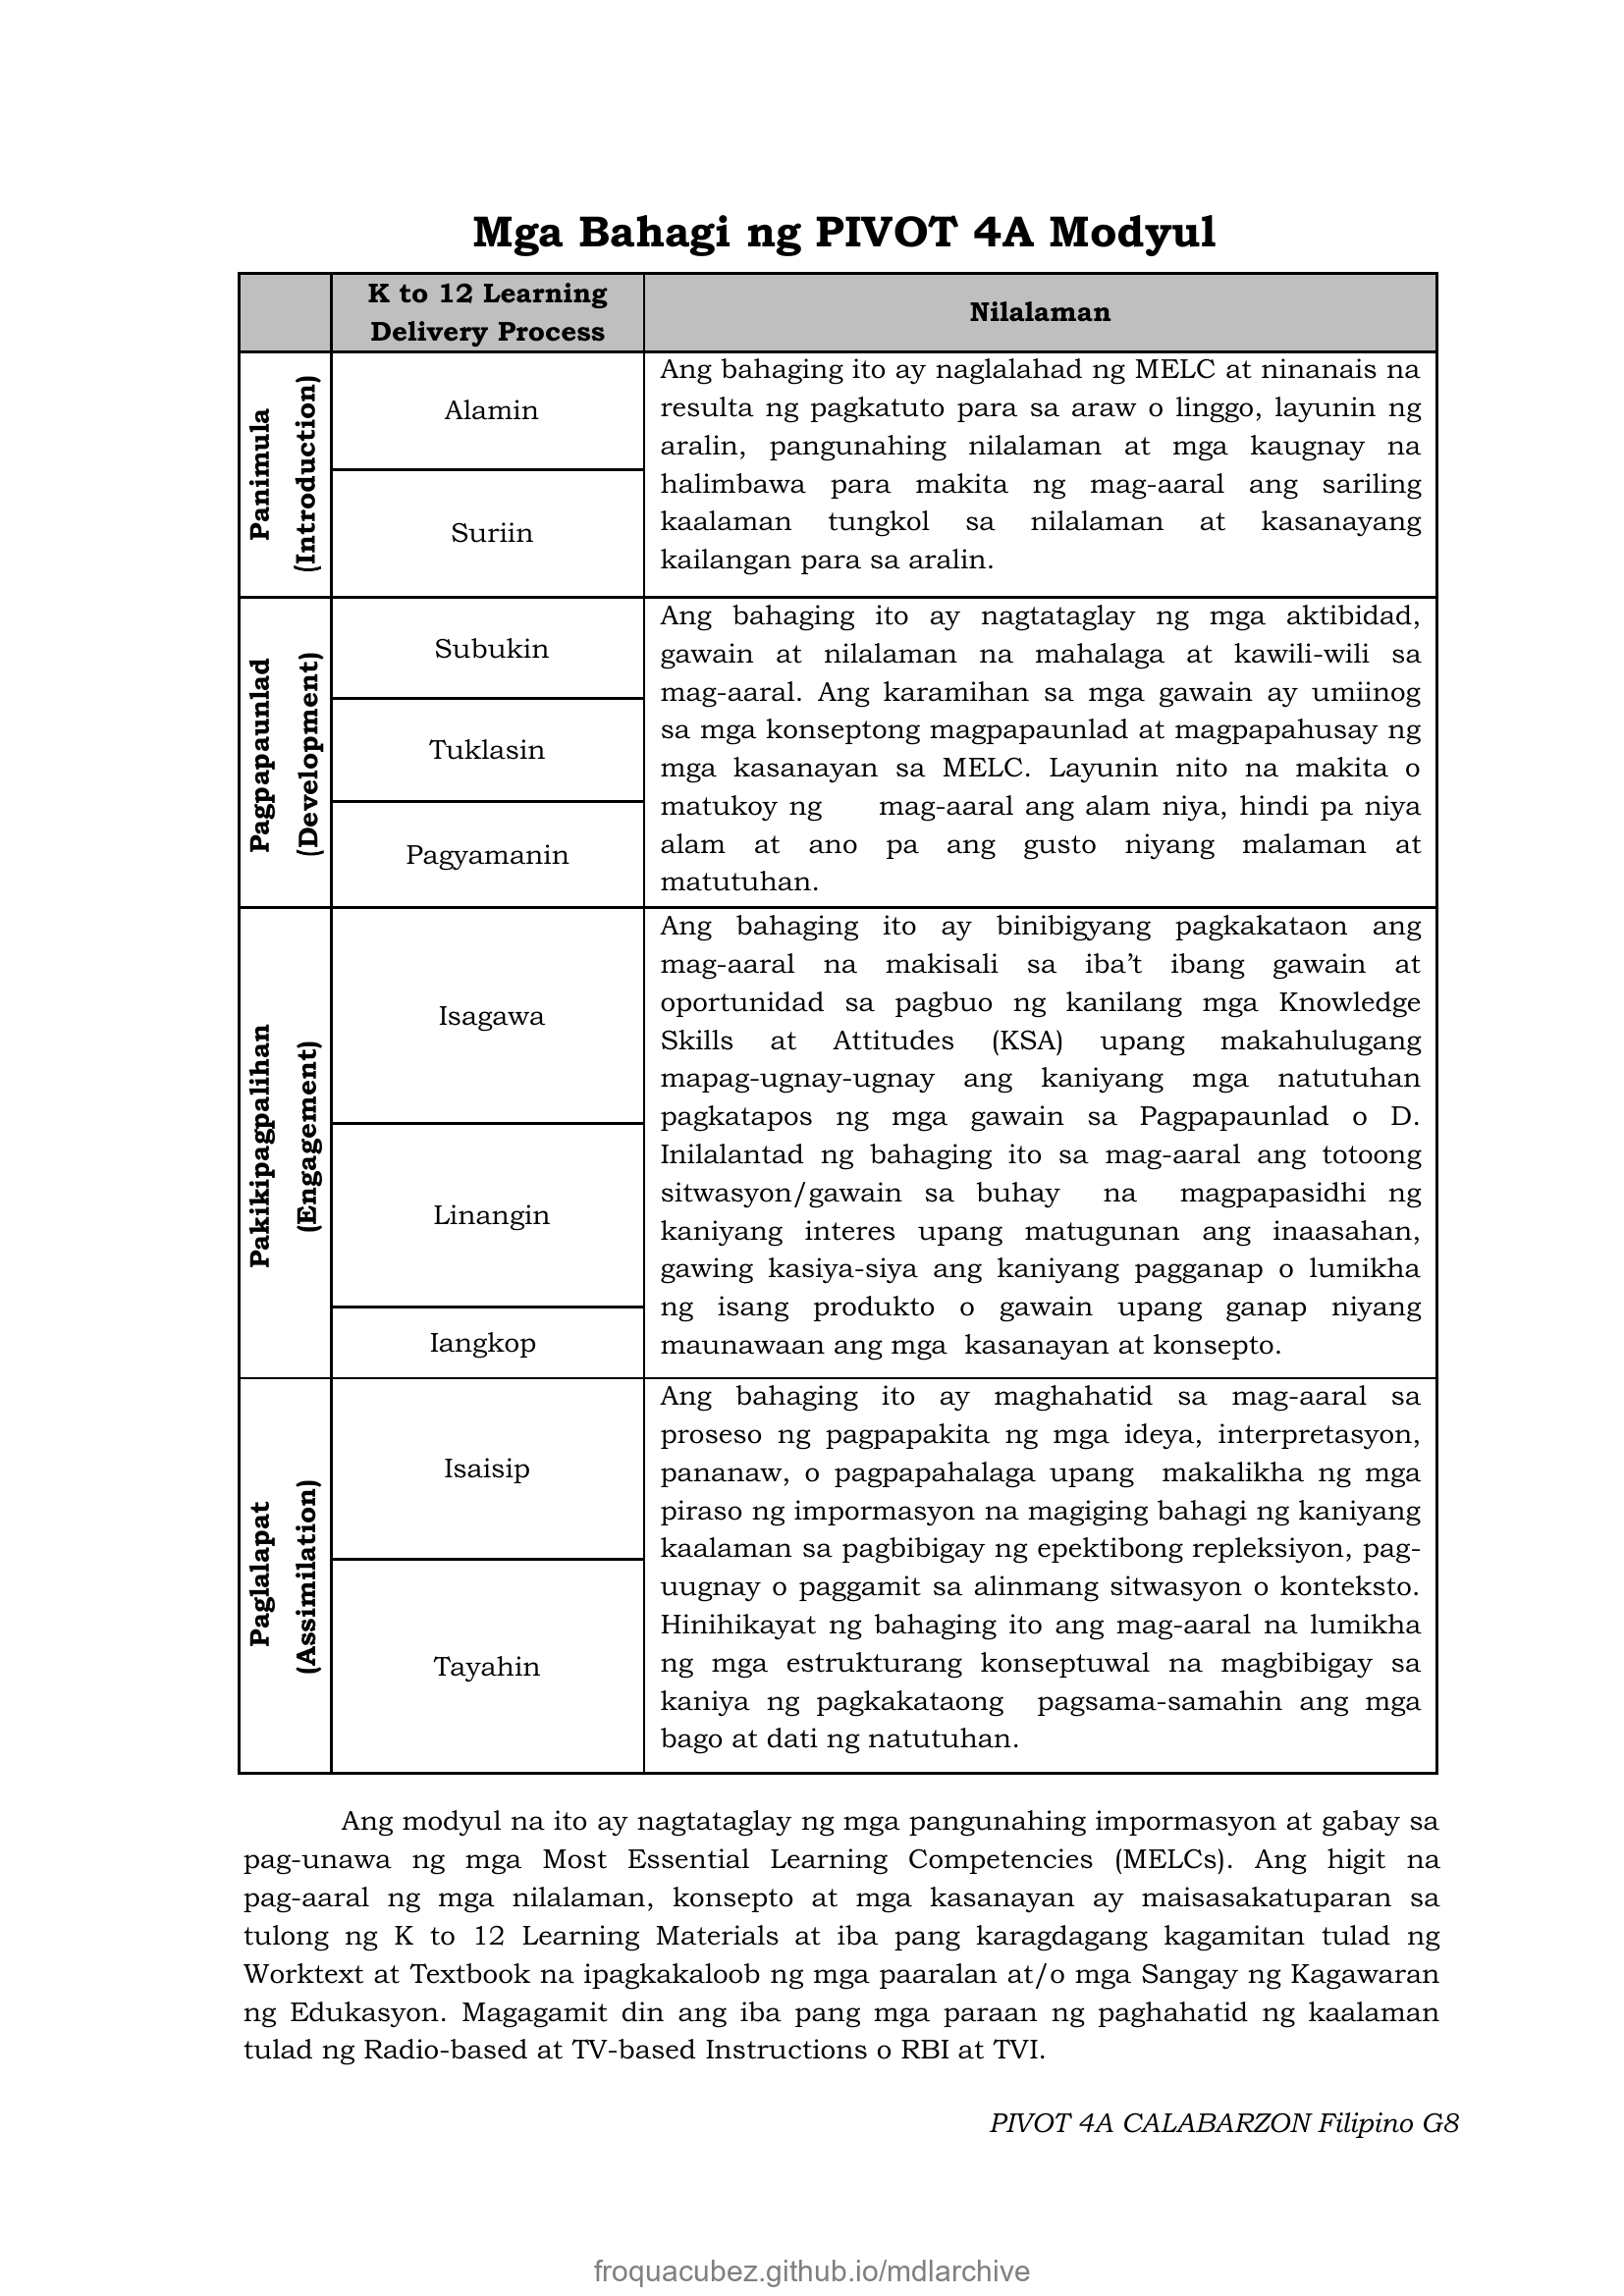 Mga Bahagi ng PIVOT 4A Modyul
K to 12 Learning
Delivery Process
Nilalaman
Panimula
(Introduction)
Alamin
Suriin
Ang bahaging ito ay naglalahad ng MELC at ninanais na
resulta ng pagkatuto para sa araw o linggo, layunin ng
aralin, pangunahing nilalaman at mga kaugnay na
halimbawa para makita ng mag-aaral ang sariling
kaalaman tungkol sa nilalaman at kasanayang
kailangan para sa aralin.
Pagpapaunlad
(Development)
Subukin
Tuklasin
Pagyamanin
Ang bahaging ito ay nagtataglay ng mga aktibidad,
gawain at nilalaman na mahalaga at kawili-wili sa
mag-aaral. Ang karamihan sa mga gawain ay umiinog
sa mga konseptong magpapaunlad at magpapahusay ng
mga kasanayan sa MELC. Layunin nito na makita o
matukoy ng mag-aaral ang alam niya, hindi pa niya
alam at ano pa ang gusto niyang malaman at
matutuhan.
Pakikipagpalihan
(Engagement)
Isagawa
Linangin
Iangkop
Ang bahaging ito ay binibigyang pagkakataon ang
mag-aaral na makisali sa iba’t ibang gawain at
oportunidad sa pagbuo ng kanilang mga Knowledge
Skills at Attitudes (KSA) upang makahulugang
mapag-ugnay-ugnay ang kaniyang mga natutuhan
pagkatapos ng mga gawain sa Pagpapaunlad o D.
Inilalantad ng bahaging ito sa mag-aaral ang totoong
sitwasyon/gawain sa buhay na magpapasidhi ng
kaniyang interes upang matugunan ang inaasahan,
gawing kasiya-siya ang kaniyang pagganap o lumikha
ng isang produkto o gawain upang ganap niyang
maunawaan ang mga kasanayan at konsepto.
Paglalapat
(Assimilation)
Isaisip
Tayahin
Ang bahaging ito ay maghahatid sa mag-aaral sa
proseso ng pagpapakita ng mga ideya, interpretasyon,
pananaw, o pagpapahalaga upang makalikha ng mga
piraso ng impormasyon na magiging bahagi ng kaniyang
kaalaman sa pagbibigay ng epektibong repleksiyon, pag-
uugnay o paggamit sa alinmang sitwasyon o konteksto.
Hinihikayat ng bahaging ito ang mag-aaral na lumikha
ng mga estrukturang konseptuwal na magbibigay sa
kaniya ng pagkakataong pagsama-samahin ang mga
bago at dati ng natutuhan.
Ang modyul na ito ay nagtataglay ng mga pangunahing impormasyon at gabay sa
pag-unawa ng mga Most Essential Learning Competencies (MELCs). Ang higit na
pag-aaral ng mga nilalaman, konsepto at mga kasanayan ay maisasakatuparan sa
tulong ng K to 12 Learning Materials at iba pang karagdagang kagamitan tulad ng
Worktext at Textbook na ipagkakaloob ng mga paaralan at/o mga Sangay ng Kagawaran
ng Edukasyon. Magagamit din ang iba pang mga paraan ng paghahatid ng kaalaman
tulad ng Radio-based at TV-based Instructions o RBI at TVI.
PIVOT 4A CALABARZON Filipino G8
froquacubez.github.io/mdlarchive